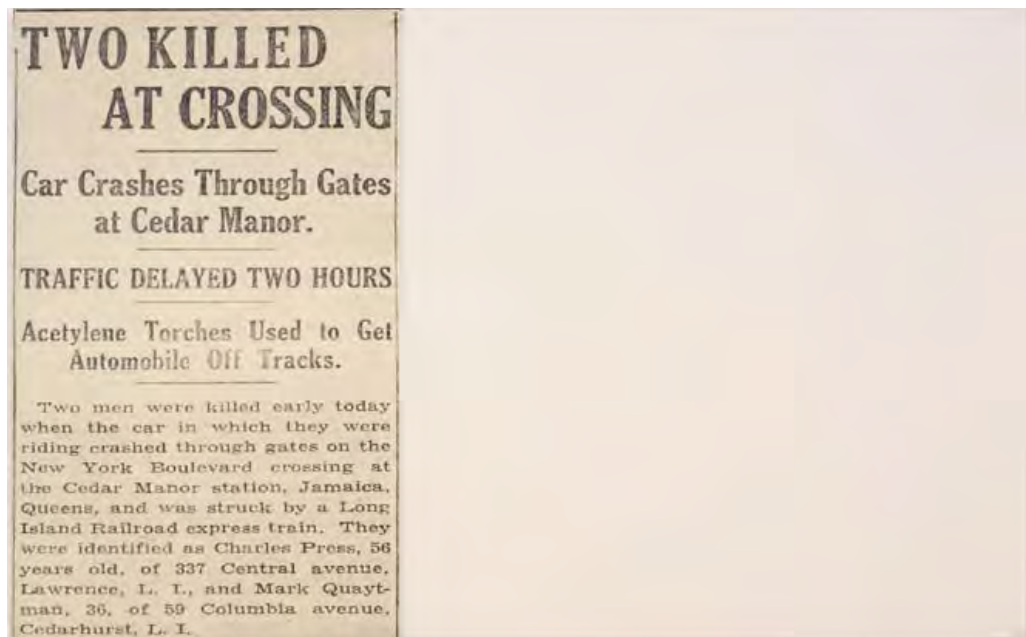 TWO KILLED
AT CROSSING
Car Crashes Through Gates
at Cedar Manor.
TRAFFIC DELAYED TWO HOURS
Acetylene Torches Used to Get
Automobile Off Tracks.
Two men were killed early today
when the car in which they were
riding crashed through gates on the
New York Boulevard crossing at
the Cedar Manor station, Jamaica,
Queens, and was struck by a Long
Island Railroad express train. They
were identified as Charles Press, 56
years old, of 337 Central avenue,
Lawrence, L. I., and Mark Quayt-
man, 36, of 59 Columbia avenue,
Cedarhurst, L. I.